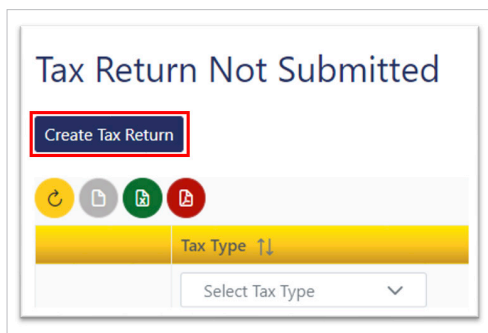 Tax Return Not Submitted
Create Tax Return
Tax Type
Select Tax Type